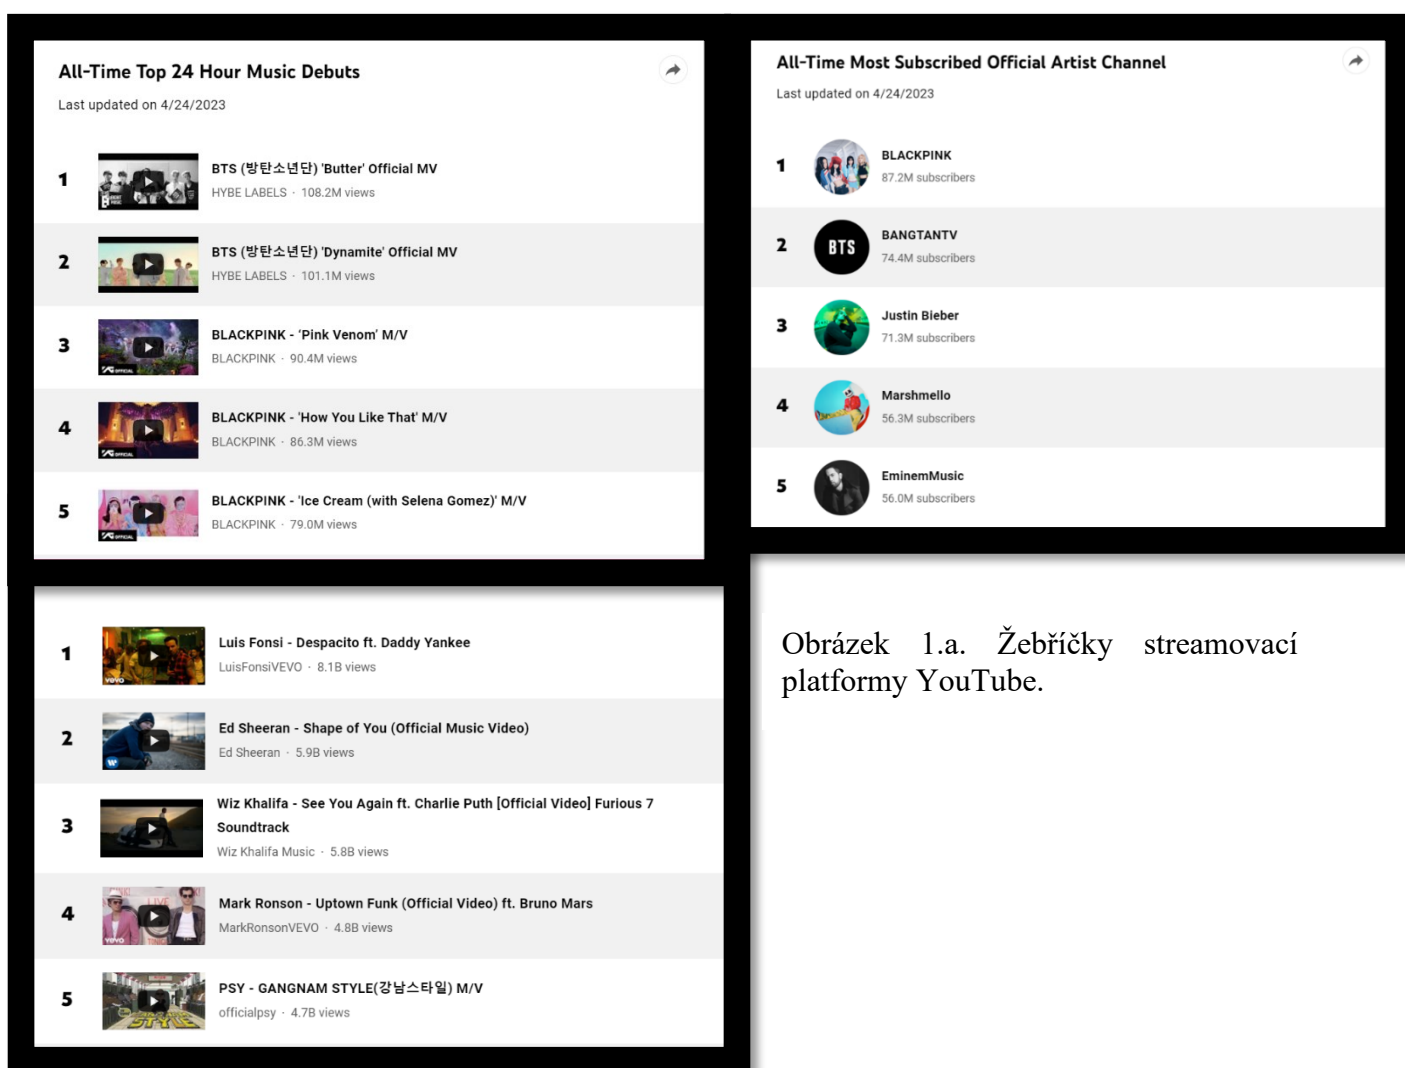 All-Time Top 24 Hour Music Debuts
Last updated on 4/24/2023
1
BTS (방탄소년단) 'Butter' Official MV
HYBE LABELS · 108.2M views
2
BTS (방탄소년단) 'Dynamite' Official MV
HYBE LABELS · 101.1M views
3
BLACKPINK - ‘Pink Venom’ M/V
BLACKPINK · 90.4M views
4
BLACKPINK - 'How You Like That' M/V
BLACKPINK · 86.3M views
5
BLACKPINK - 'Ice Cream (with Selena Gomez)' M/V
BLACKPINK · 79.0M views
All-Time Most Subscribed Official Artist Channel
Last updated on 4/24/2023
1
BLACKPINK
87.2M subscribers
2
BTS
BANGTANTV
74.4M subscribers
3
Justin Bieber
71.3M subscribers
4
Marshmello
56.3M subscribers
5
EminemMusic
56.0M subscribers
1
vevo
Luis Fonsi - Despacito ft. Daddy Yankee
LuisFonsiVEVO · 8.1B views
2
Ed Sheeran - Shape of You (Official Music Video)
Ed Sheeran · 5.9B views
3
Wiz Khalifa - See You Again ft. Charlie Puth [Official Video] Furious 7
Soundtrack
Wiz Khalifa Music · 5.8B views
4
vevo
Mark Ronson - Uptown Funk (Official Video) ft. Bruno Mars
MarkRonsonVEVO · 4.8B views
5
STYLE
PSY - GANGNAM STYLE(강남스타일) M/V
officialpsy · 4.7B views
Obrázek 1.a. Žebříčky streamovací
platformy YouTube.